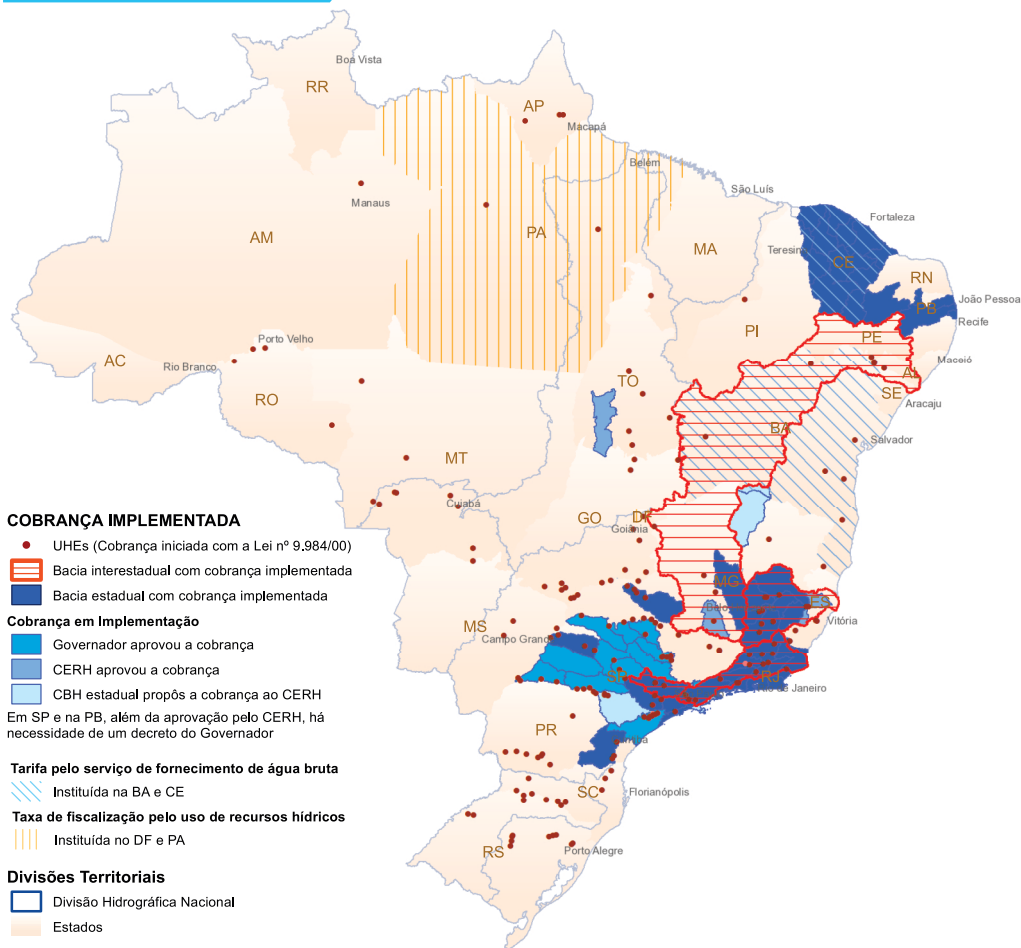 Boa Vista
RR
AP
Macapá
Belém
São Luís
Manaus
Fortaleza
AM
PA
MA
CE
RN
PB
João Pessoa
Recife
PI
PE
Maceió
AL
SE
Aracaju
Porto Velho
AC
Rio Branco
RO
TO
BA
Salvador
MT
Cuiabá
GO
DF
Goiânia
MG
ES
Vitória
MS
Campo Grande
RJ
PR
SC
Florianópolis
RS
Porto Alegre
COBRANÇA IMPLEMENTADA
UHEs (Cobrança iniciada com a Lei nº 9.984/00)
Bacia interestadual com cobrança implementada
Bacia estadual com cobrança implementada
Cobrança em Implementação
Governador aprovou a cobrança
CERH aprovou a cobrança
CBH estadual propôs a cobrança ao CERH
Em SP e na PB, além da aprovação pelo CERH, há
necessidade de um decreto do Governador
Tarifa pelo serviço de fornecimento de água bruta
Instituída na BA e CE
Taxa de fiscalização pelo uso de recursos hídricos
Instituída no DF e PA
Divisões Territoriais
Divisão Hidrográfica Nacional
Estados